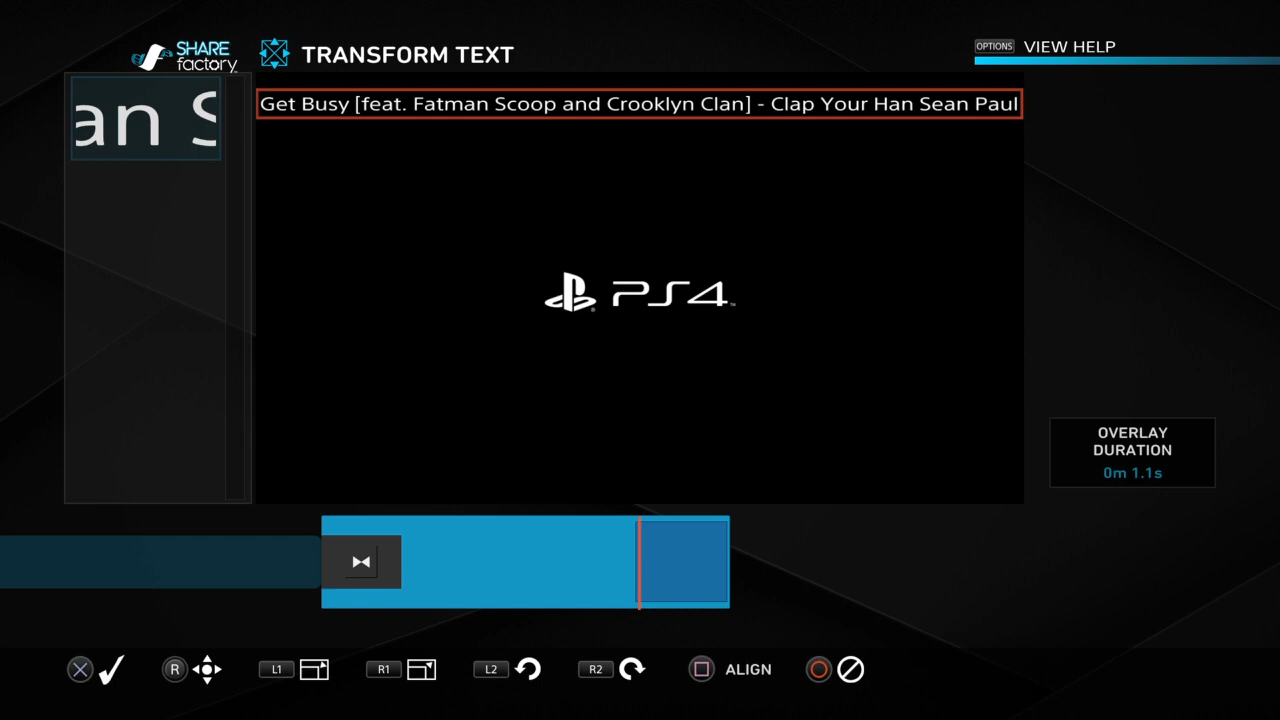 SHARE
factory
TRANSFORM TEXT
OPTIONS VIEW HELP
an S
Get Busy [feat. Fatman Scoop and Crooklyn Clan] - Clap Your Han Sean Paul
PS4
OVERLAY
DURATION
0m 1.1s
R
L1
R1
L2
R2
ALIGN